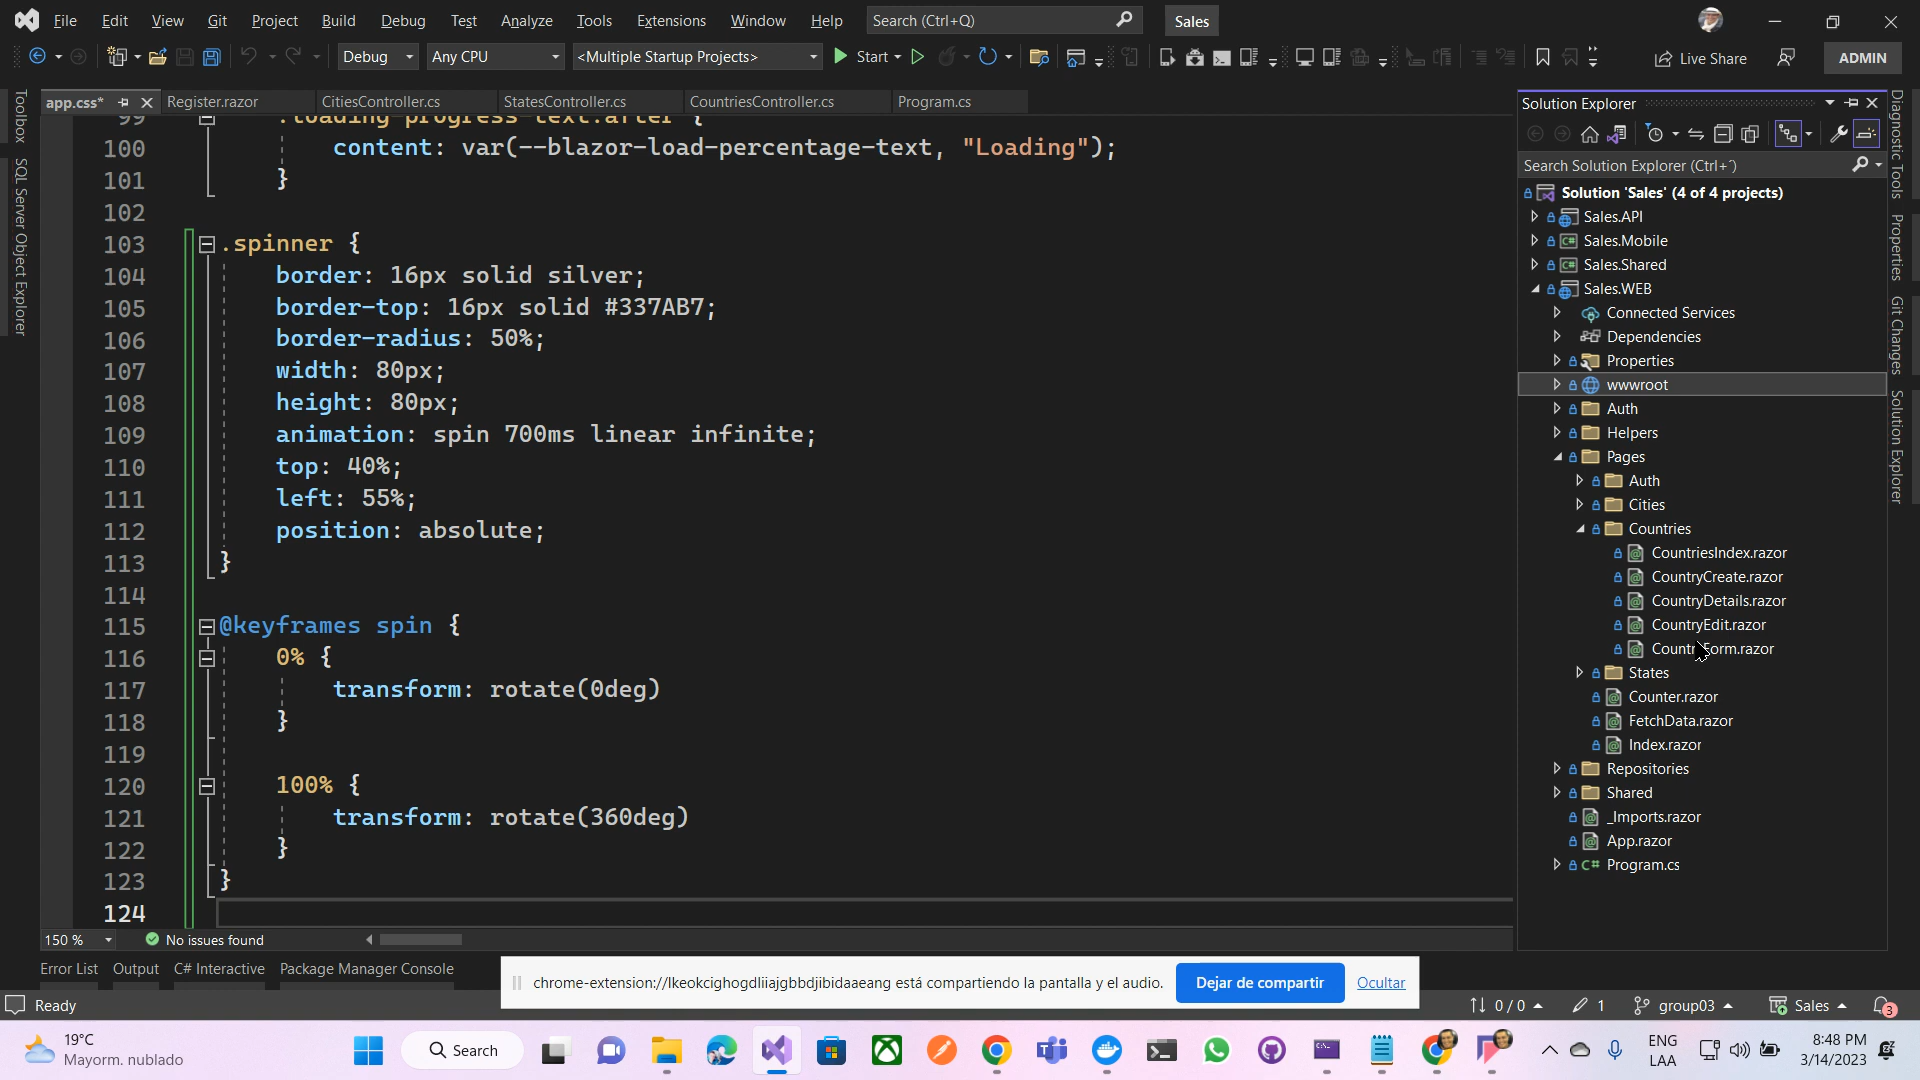 File Edit View Git Project Build Debug Test Analyze Tools Extensions Window Help Search (Ctrl+Q) Sales
Debug Any CPU <Multiple Startup Projects> Start Live Share ADMIN
Toolbox
SQL Server Object Explorer
app.css* Register.razor CitiesController.cs StatesController.cs CountriesController.cs Program.cs
99 .loading-progress-text:after {
100 content: var(--blazor-load-percentage-text, "Loading");
101 }
102
103 .spinner {
104 border: 16px solid silver;
105 border-top: 16px solid #337AB7;
106 border-radius: 50%;
107 width: 80px;
108 height: 80px;
109 animation: spin 700ms linear infinite;
110 top: 40%;
111 left: 55%;
112 position: absolute;
113 }
114
115 @keyframes spin {
116 0% {
117 transform: rotate(0deg)
118 }
119
120 100% {
121 transform: rotate(360deg)
122 }
123 }
124
150 % No issues found
Solution Explorer
Search Solution Explorer (Ctrl+´)
Solution 'Sales' (4 of 4 projects)
Sales.API
Sales.Mobile
Sales.Shared
Sales.WEB
Connected Services
Dependencies
Properties
wwwroot
Auth
Helpers
Pages
Auth
Cities
Countries
CountriesIndex.razor
CountryCreate.razor
CountryDetails.razor
CountryEdit.razor
CountryForm.razor
States
Counter.razor
FetchData.razor
Index.razor
Repositories
Shared
_Imports.razor
App.razor
C# Program.cs
Diagnostic Tools
Properties
Git Changes
Solution Explorer
Error List Output C# Interactive Package Manager Console
chrome-extension://lkeokcighogdliiajgbbdjibidaaeang está compartiendo la pantalla y el audio. Dejar de compartir Ocultar
Ready 0 / 0 1 group03 Sales 3
19°C
Mayorm. nublado
Search
ENG
LAA
8:48 PM
3/14/2023